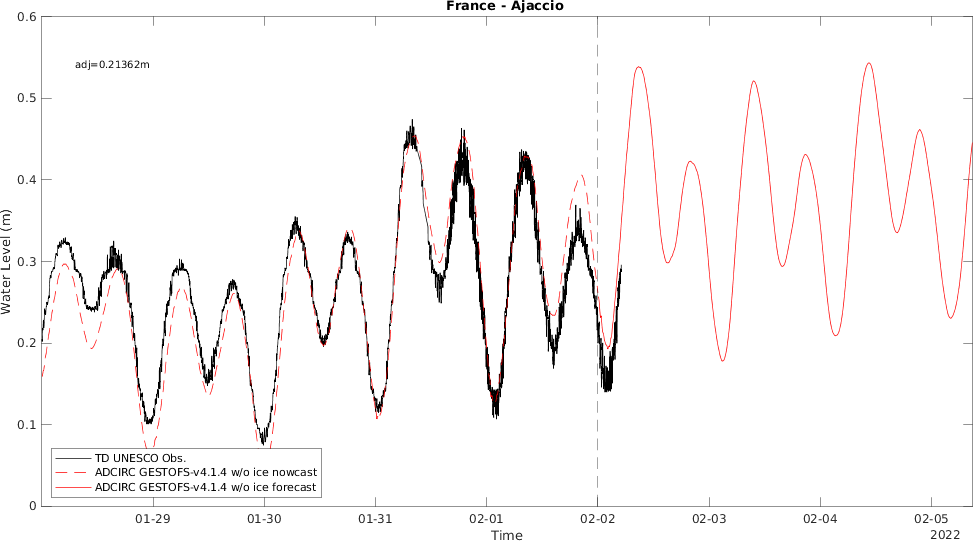 France - Ajaccio
adj=0.21362m
0.6
0.5
0.4
0.3
0.2
0.1
0
Water Level (m)
TD UNESCO Obs.
ADCIRC GESTOFS-v4.1.4 w/o ice nowcast
ADCIRC GESTOFS-v4.1.4 w/o ice forecast
01-29 01-30 01-31 02-01 02-02 02-03 02-04 02-05
Time
2022